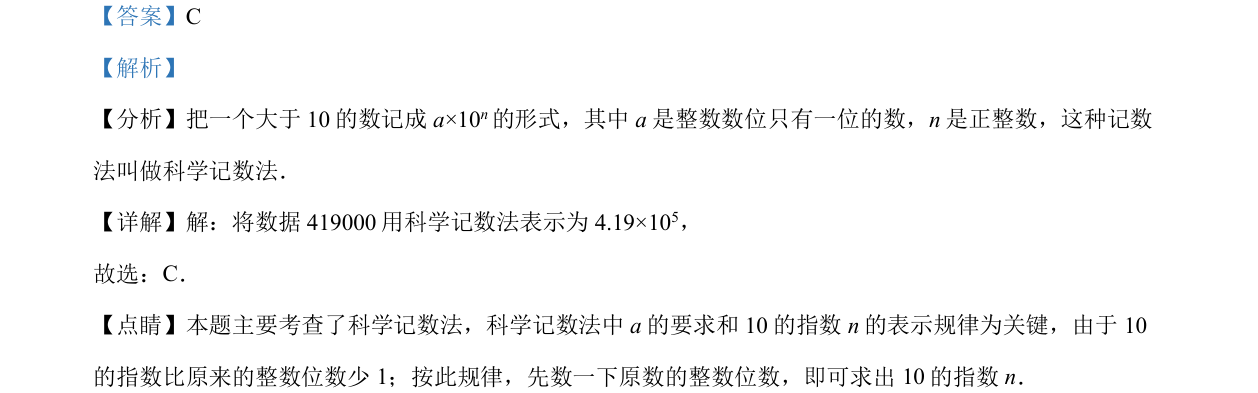 【答案】C
【解析】
【分析】把一个大于 10 的数记成 a×10ⁿ 的形式，其中 a 是整数数位只有一位的数，n 是正整数，这种记数
法叫做科学记数法．
【详解】解：将数据 419000 用科学记数法表示为 4.19×10⁵，
故选：C．
【点睛】本题主要考查了科学记数法，科学记数法中 a 的要求和 10 的指数 n 的表示规律为关键，由于 10
的指数比原来的整数位数少 1；按此规律，先数一下原数的整数位数，即可求出 10 的指数 n．